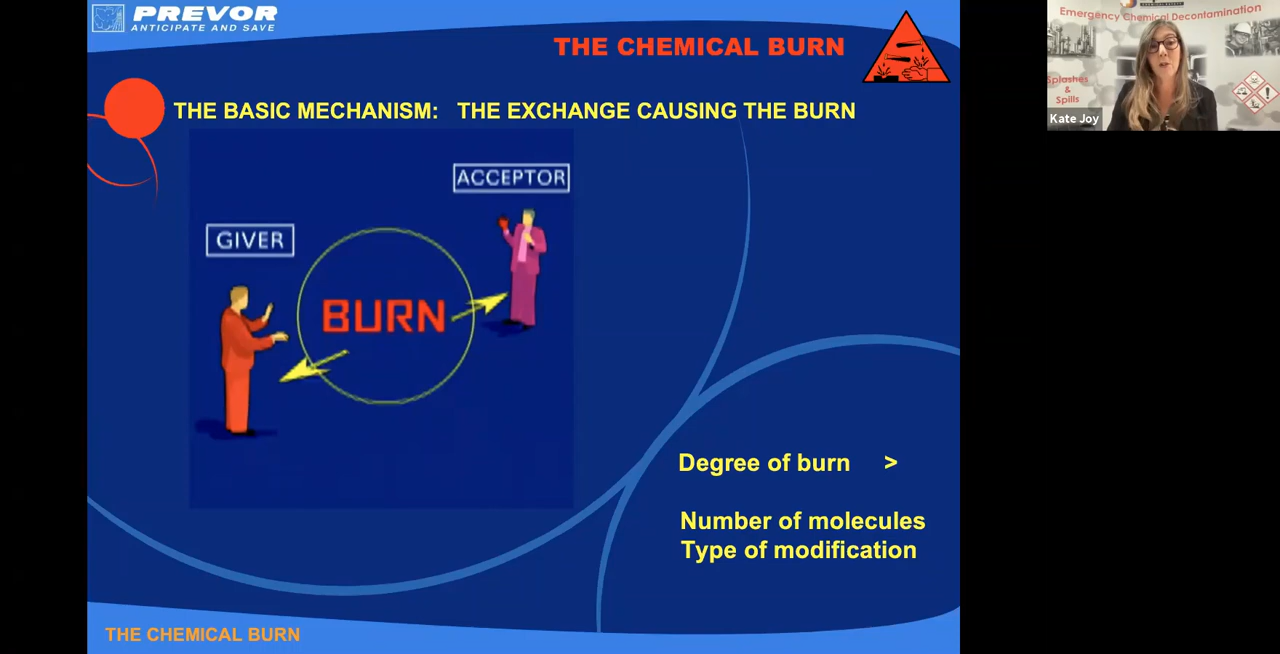 PREVOR
ANTICIPATE AND SAVE
THE CHEMICAL BURN
THE BASIC MECHANISM: THE EXCHANGE CAUSING THE BURN
ACCEPTOR
GIVER
BURN
Degree of burn >
Number of molecules
Type of modification
THE CHEMICAL BURN
Emergency Chemical Decontamination
Splashes
&
Spills
Kate Joy